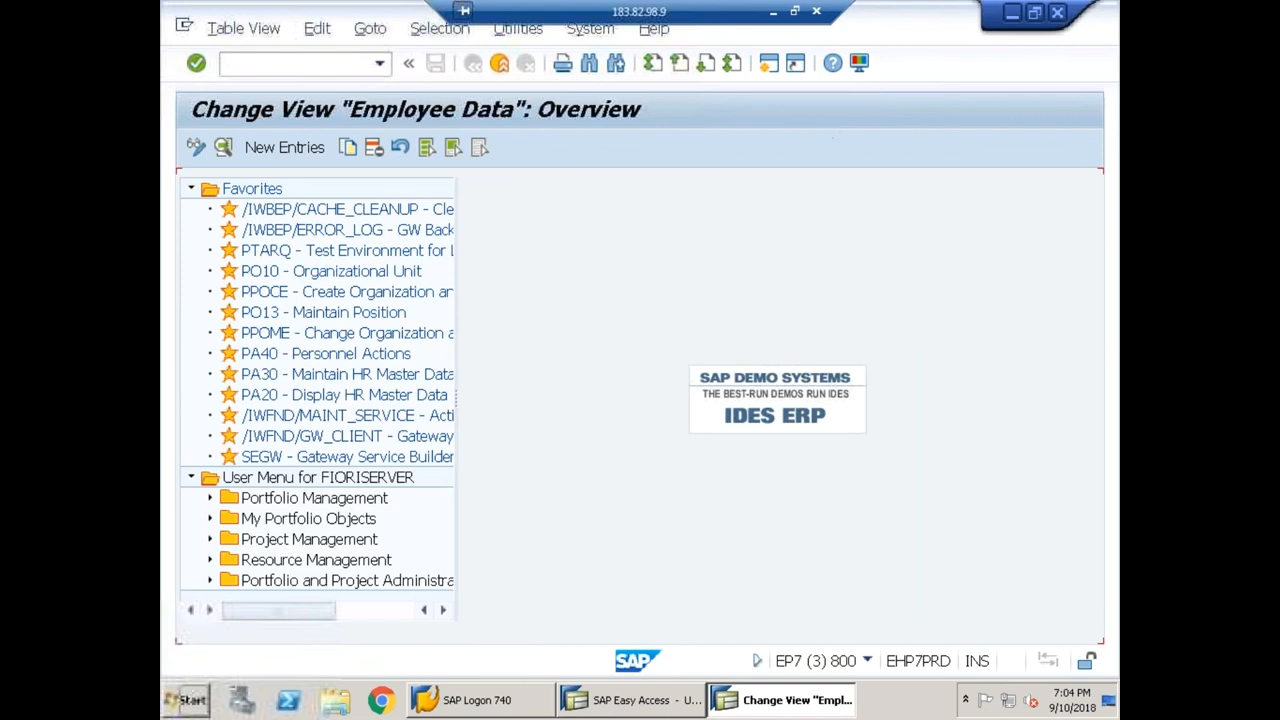 183.82.98.9
Table View Edit Goto Selection Utilities System Help
Change View "Employee Data": Overview
New Entries
Favorites
/IWBEP/CACHE_CLEANUP - Cle
/IWBEP/ERROR_LOG - GW Back
PTARQ - Test Environment for L
PO10 - Organizational Unit
PPOCE - Create Organization an
PO13 - Maintain Position
PPOME - Change Organization a
PA40 - Personnel Actions
PA30 - Maintain HR Master Data
PA20 - Display HR Master Data
/IWFND/MAINT_SERVICE - Acti
/IWFND/GW_CLIENT - Gateway
SEGW - Gateway Service Builder
User Menu for FIORISERVER
Portfolio Management
My Portfolio Objects
Project Management
Resource Management
Portfolio and Project Administra
SAP DEMO SYSTEMS
THE BEST-RUN DEMOS RUN IDES
IDES ERP
SAP EP7 (3) 800 EHP7PRD INS
Start SAP Logon 740 SAP Easy Access - U... Change View "Empl... 7:04 PM
9/10/2018